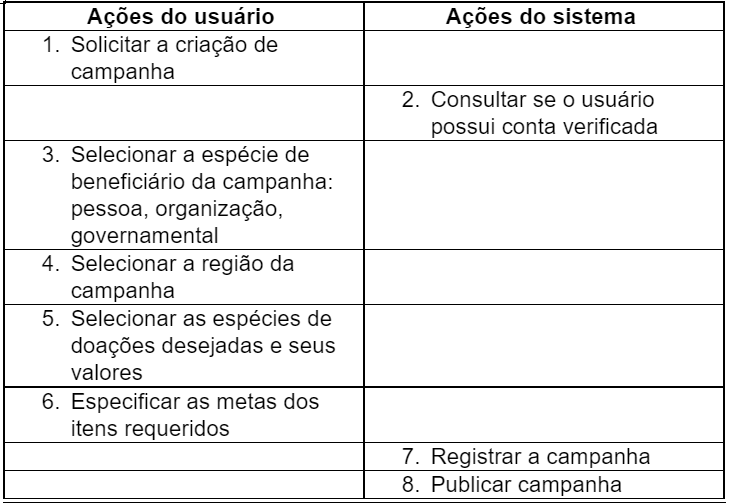 Ações do usuário
Ações do sistema
1. Solicitar a criação de
campanha
2. Consultar se o usuário
possui conta verificada
3. Selecionar a espécie de
beneficiário da campanha:
pessoa, organização,
governamental
4. Selecionar a região da
campanha
5. Selecionar as espécies de
doações desejadas e seus
valores
6. Especificar as metas dos
itens requeridos
7. Registrar a campanha
8. Publicar campanha